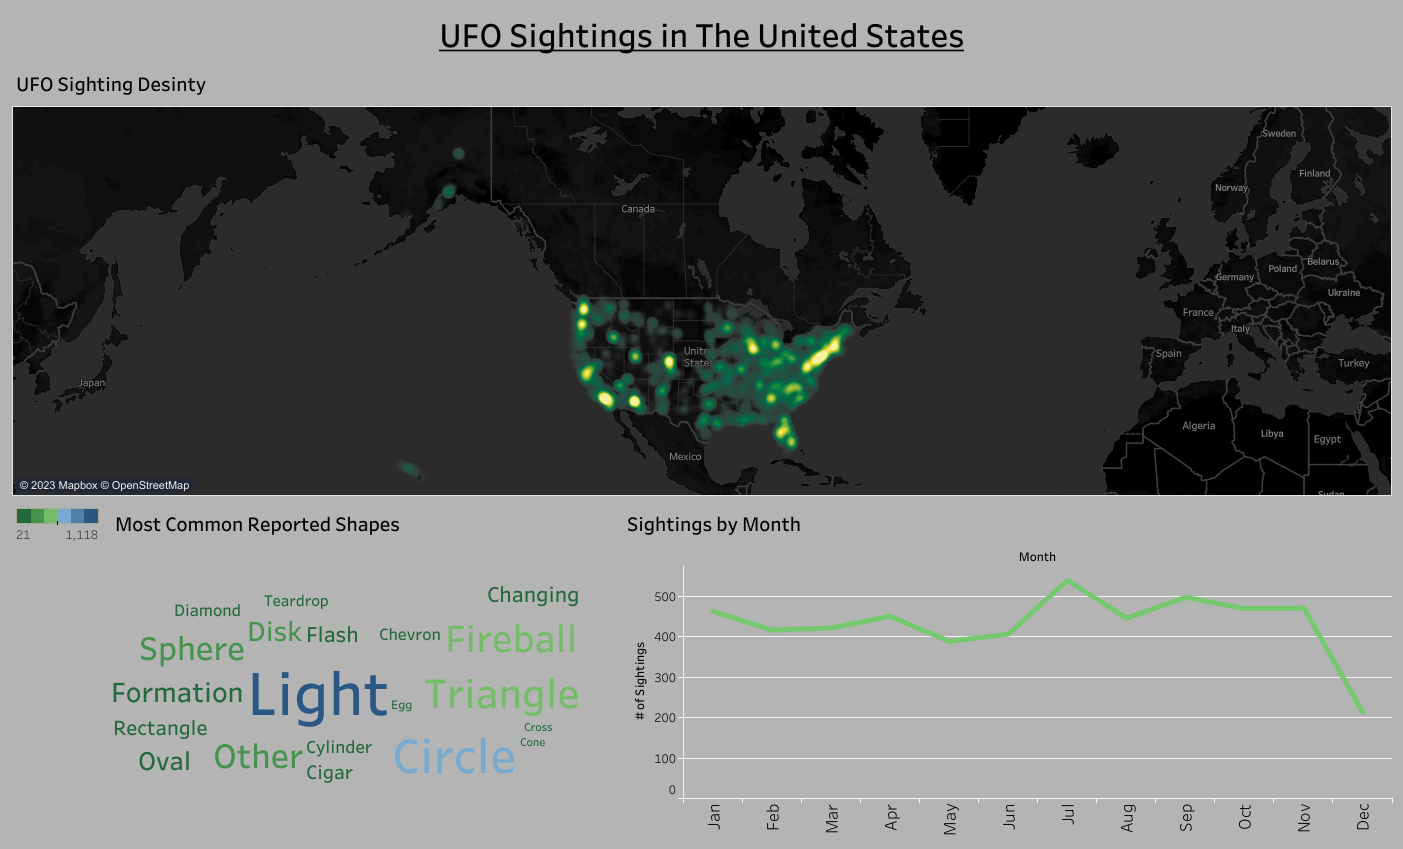 UFO Sightings in The United States
UFO Sighting Desinty
Sweden
Finland
Norway
Canada
Belarus
Poland
Germany
Ukraine
France
Italy
United
States
Spain
Turkey
Japan
Algeria
Libya
Egypt
Mexico
Sudan
© 2023 Mapbox © OpenStreetMap
21
1,118
Most Common Reported Shapes
Changing
Teardrop
Diamond
Disk
Flash
Chevron
Fireball
Sphere
Formation
Light
Egg
Triangle
Rectangle
Cross
Cone
Oval
Other
Cylinder
Cigar
Circle
Sightings by Month
Month
# of Sightings
500
400
300
200
100
0
Jan
Feb
Mar
Apr
May
Jun
Jul
Aug
Sep
Oct
Nov
Dec